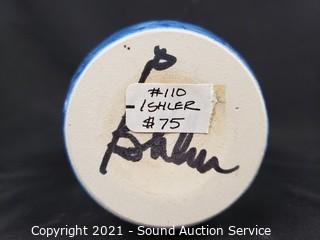 #110
ISHLER
$75
Copyright 2021 - Sound Auction Service